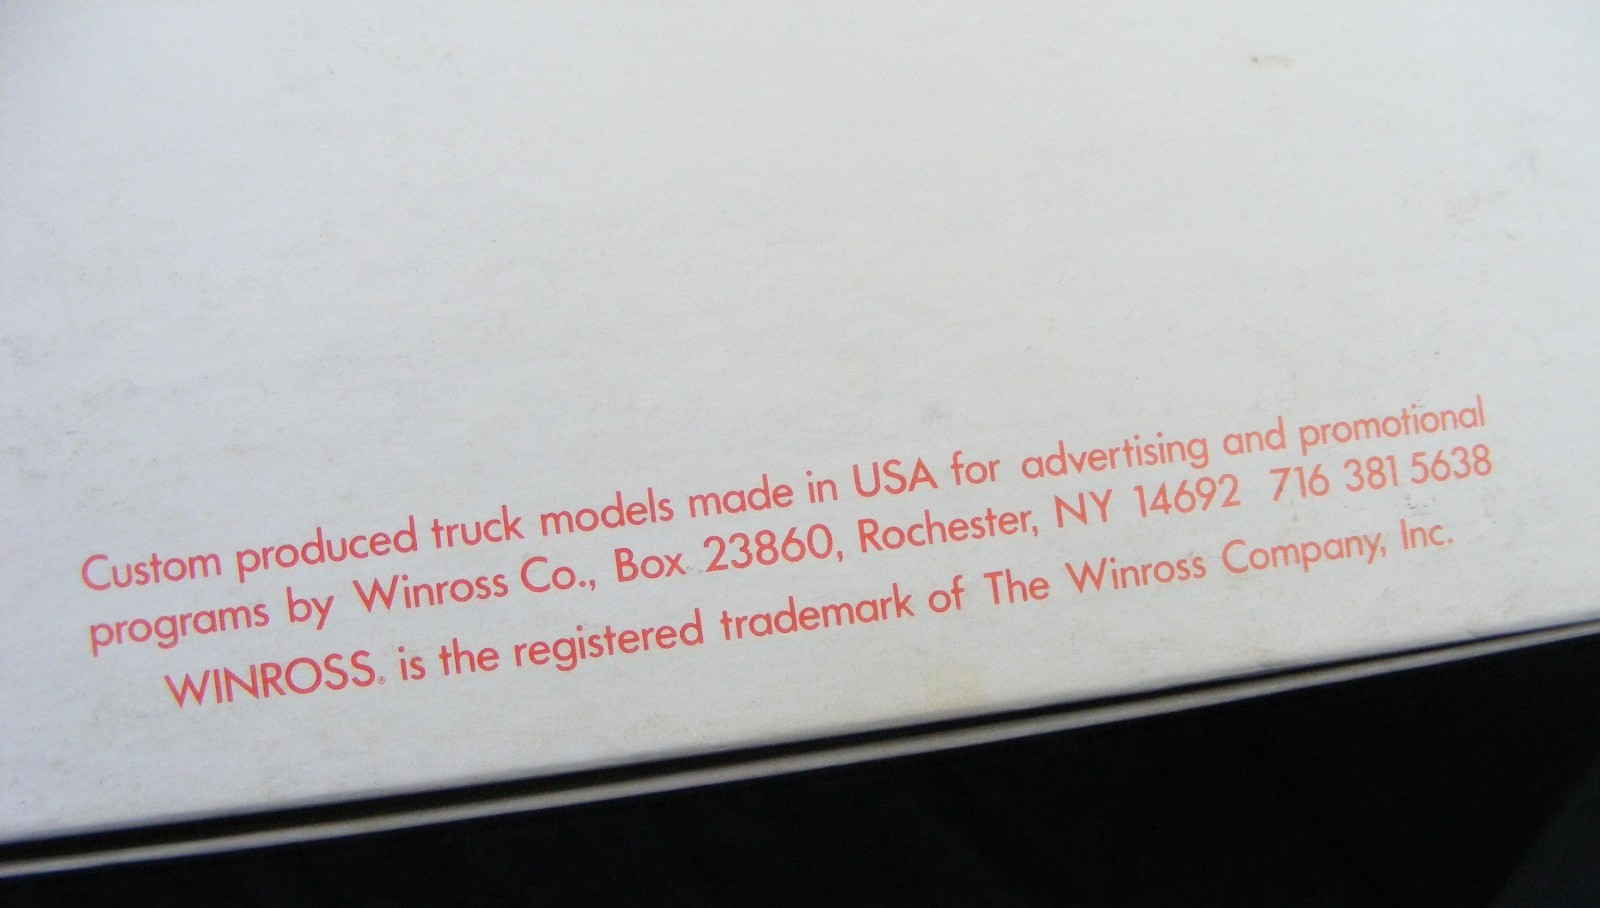 Custom produced truck models made in USA for advertising and promotional
programs by Winross Co., Box 23860, Rochester, NY 14692 716 381 5638
WINROSS® is the registered trademark of The Winross Company, Inc.